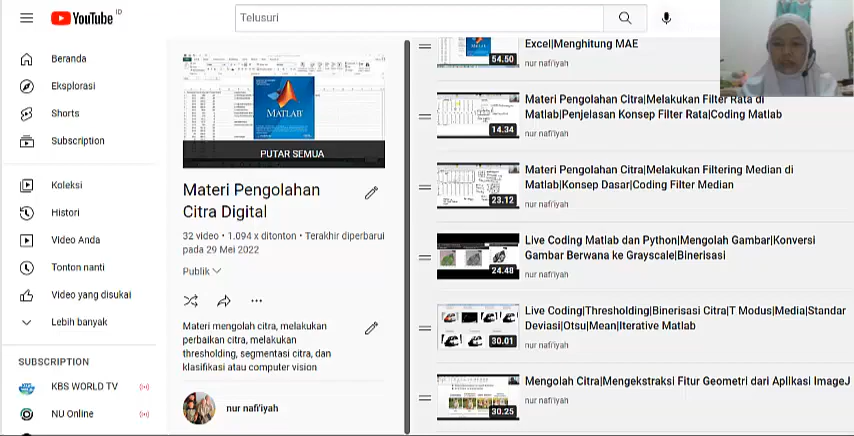 YouTube ID
Telusuri
Beranda
Eksplorasi
Shorts
Subscription
Koleksi
Histori
Video Anda
Tonton nanti
Video yang disukai
Lebih banyak
SUBSCRIPTION
KBS WORLD TV
NU Online
MATLAB
PUTAR SEMUA
Materi Pengolahan
Citra Digital
32 video • 1.094 x ditonton • Terakhir diperbarui
pada 29 Mei 2022
Publik
Materi mengolah citra, melakukan
perbaikan citra, melakukan
thresholding, segmentasi citra, dan
klasifikasi atau computer vision
nur nafi'iyah
54.50
Excel|Menghitung MAE
nur nafi'iyah
14.34
Materi Pengolahan Citra|Melakukan Filter Rata di
Matlab|Penjelasan Konsep Filter Rata|Coding Matlab
nur nafi'iyah
23.12
Materi Pengolahan Citra|Melakukan Filtering Median di
Matlab|Konsep Dasar|Coding Filter Median
nur nafi'iyah
24.48
Live Coding Matlab dan Python|Mengolah Gambar|Konversi
Gambar Berwana ke Grayscale|Binerisasi
nur nafi'iyah
30.01
Live Coding|Thresholding|Binerisasi Citra|T Modus|Media|Standar
Deviasi|Otsu|Mean|Iterative Matlab
nur nafi'iyah
30.25
Mengolah Citra|Mengekstraksi Fitur Geometri dari Aplikasi ImageJ
nur nafi'iyah